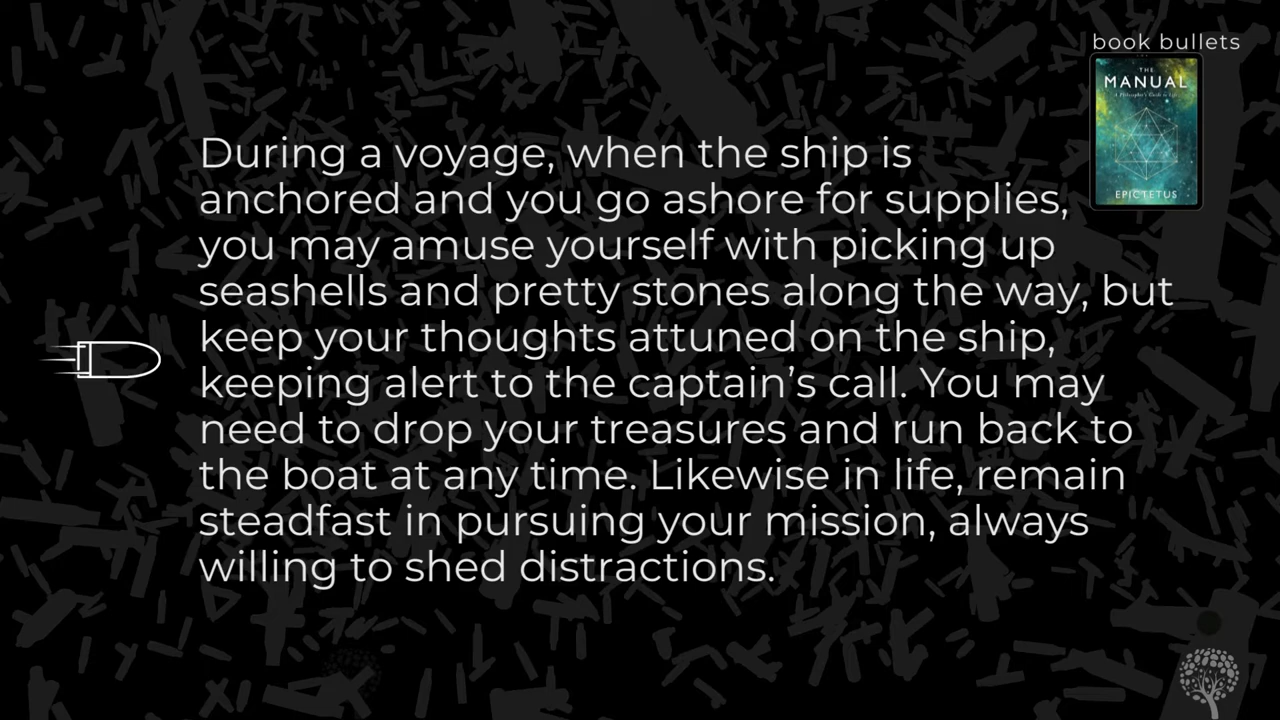 book bullets
THE
MANUAL
A Philosopher's Guide to Life
EPICTETUS
During a voyage, when the ship is
anchored and you go ashore for supplies,
you may amuse yourself with picking up
seashells and pretty stones along the way, but
keep your thoughts attuned on the ship,
keeping alert to the captain’s call. You may
need to drop your treasures and run back to
the boat at any time. Likewise in life, remain
steadfast in pursuing your mission, always
willing to shed distractions.